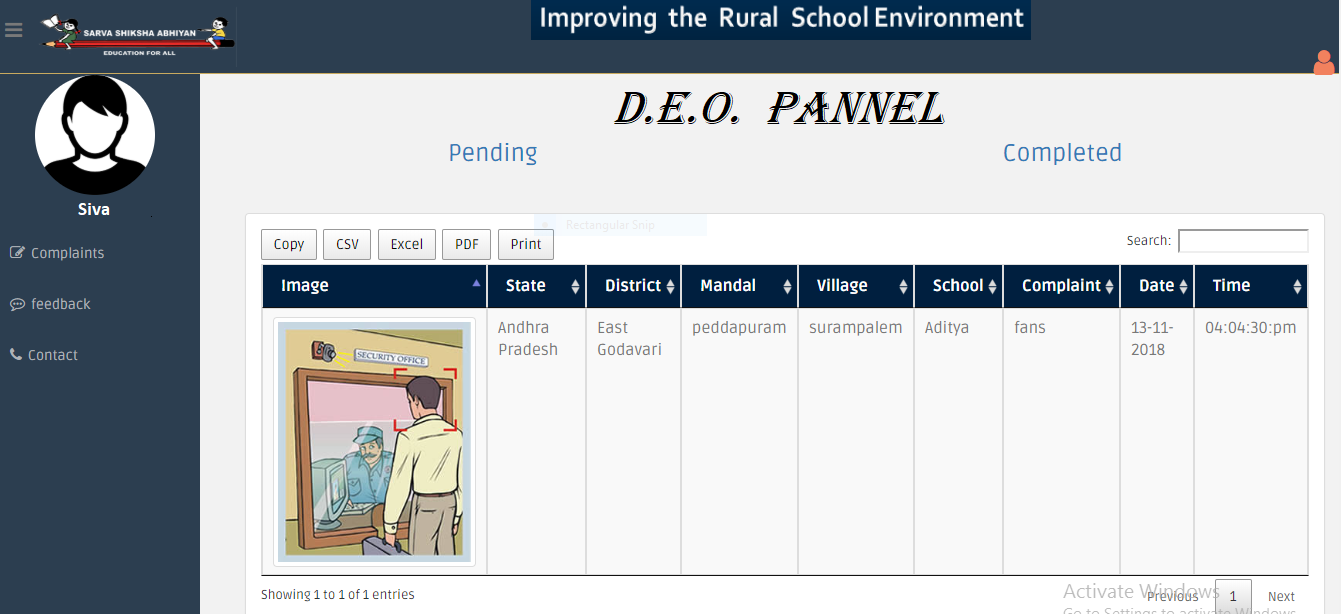 Improving the Rural School Environment
SARVA SHIKSHA ABHIYAN
EDUCATION FOR ALL
D.E.O. PANNEL
Pending Completed
Siva
Complaints
feedback
Contact
Rectangular Snip
Copy CSV Excel PDF Print Search:
Image State District Mandal Village School Complaint Date Time
SECURITY OFFICE
Andhra East peddapuram surampalem Aditya fans 13-11- 04:04:30:pm
Pradesh Godavari 2018
Showing 1 to 1 of 1 entries Previous 1 Next
Activate Windows
Go to Settings to activate Windows